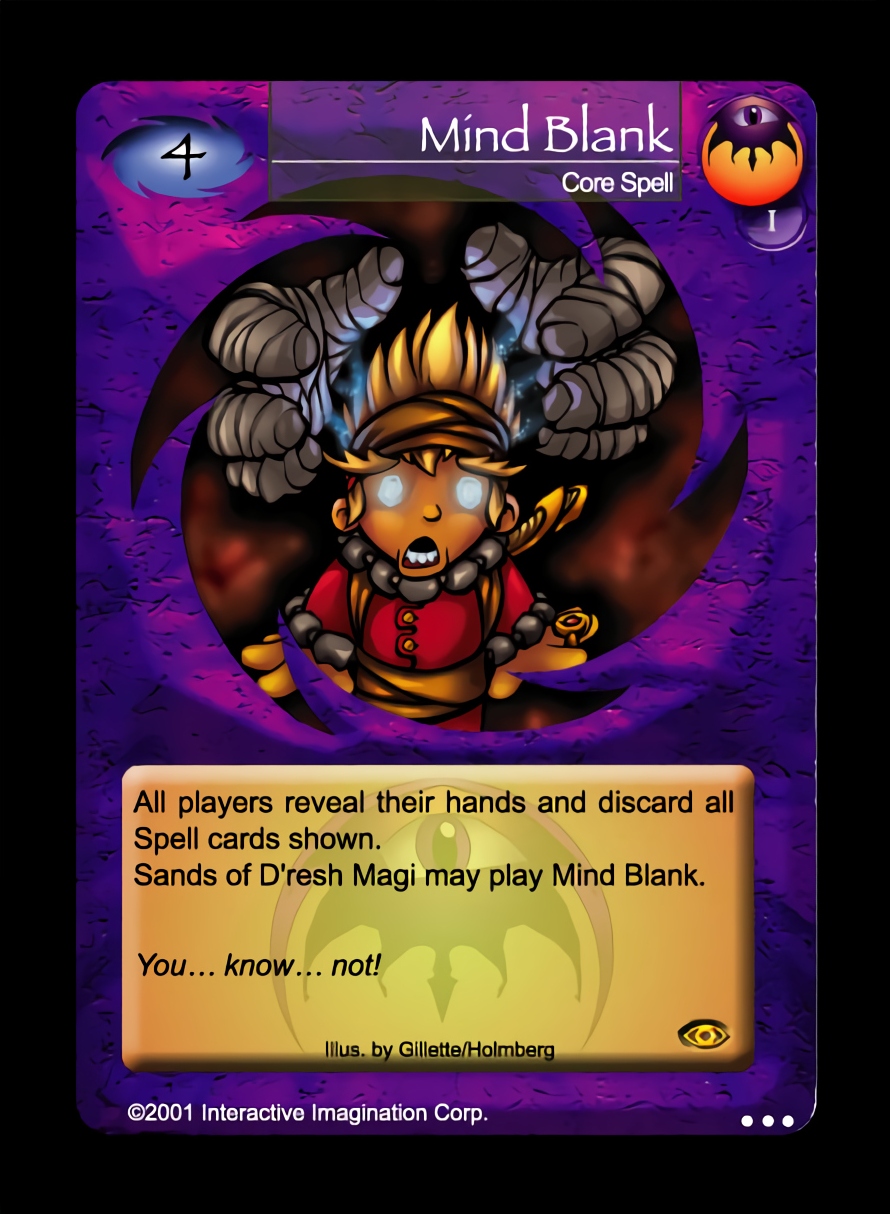 4
Mind Blank
Core Spell
I
All players reveal their hands and discard all
Spell cards shown.
Sands of D'resh Magi may play Mind Blank.
You... know... not!
Illus. by Gillette/Holmberg
©2001 Interactive Imagination Corp.